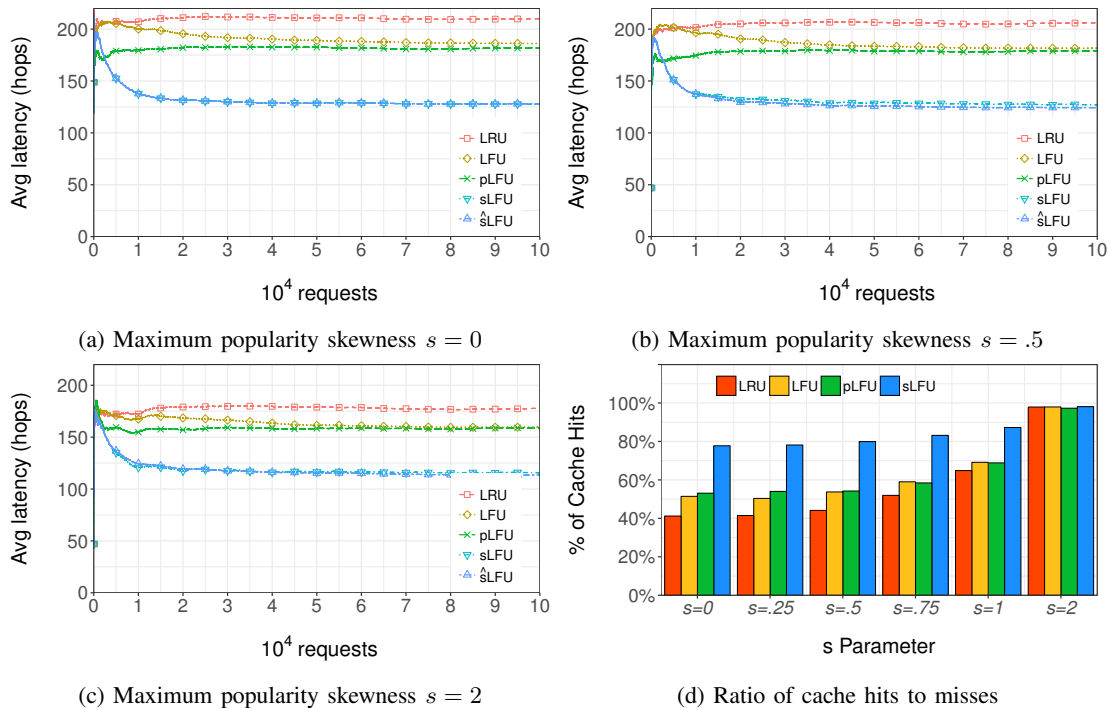 Avg latency (hops)
200
150
100
50
0
LRU
LFU
pLFU
sLFU
ŝLFU
0 1 2 3 4 5 6 7 8 9 10
10^4 requests
(a) Maximum popularity skewness s = 0
Avg latency (hops)
200
150
100
50
0
LRU
LFU
pLFU
sLFU
ŝLFU
0 1 2 3 4 5 6 7 8 9 10
10^4 requests
(b) Maximum popularity skewness s = .5
Avg latency (hops)
200
150
100
50
0
LRU
LFU
pLFU
sLFU
ŝLFU
0 1 2 3 4 5 6 7 8 9 10
10^4 requests
(c) Maximum popularity skewness s = 2
% of Cache Hits
LRU LFU pLFU sLFU
100%
80%
60%
40%
20%
0%
s=0 s=.25 s=.5 s=.75 s=1 s=2
s Parameter
(d) Ratio of cache hits to misses